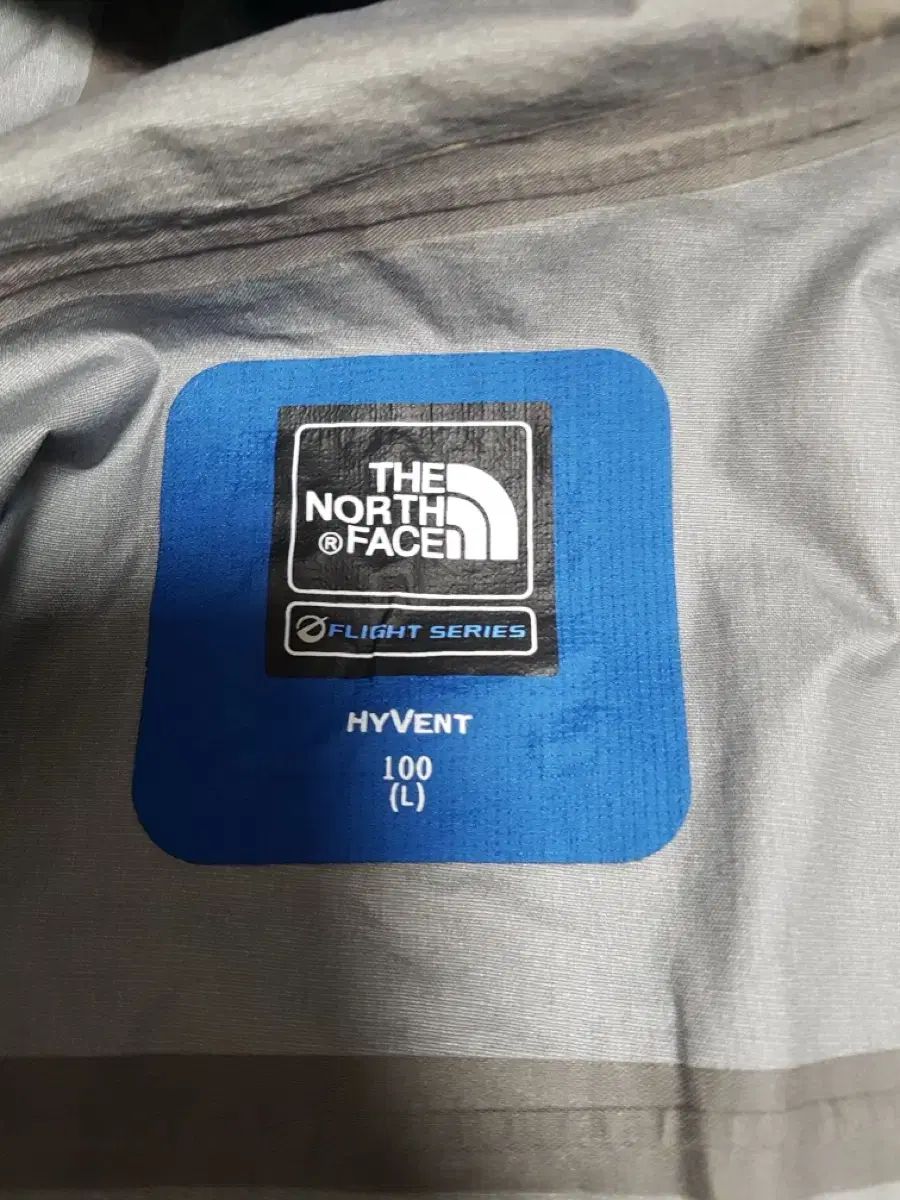 THE
NORTH
® FACE
FLIGHT SERIES
HYVENT
100
(L)